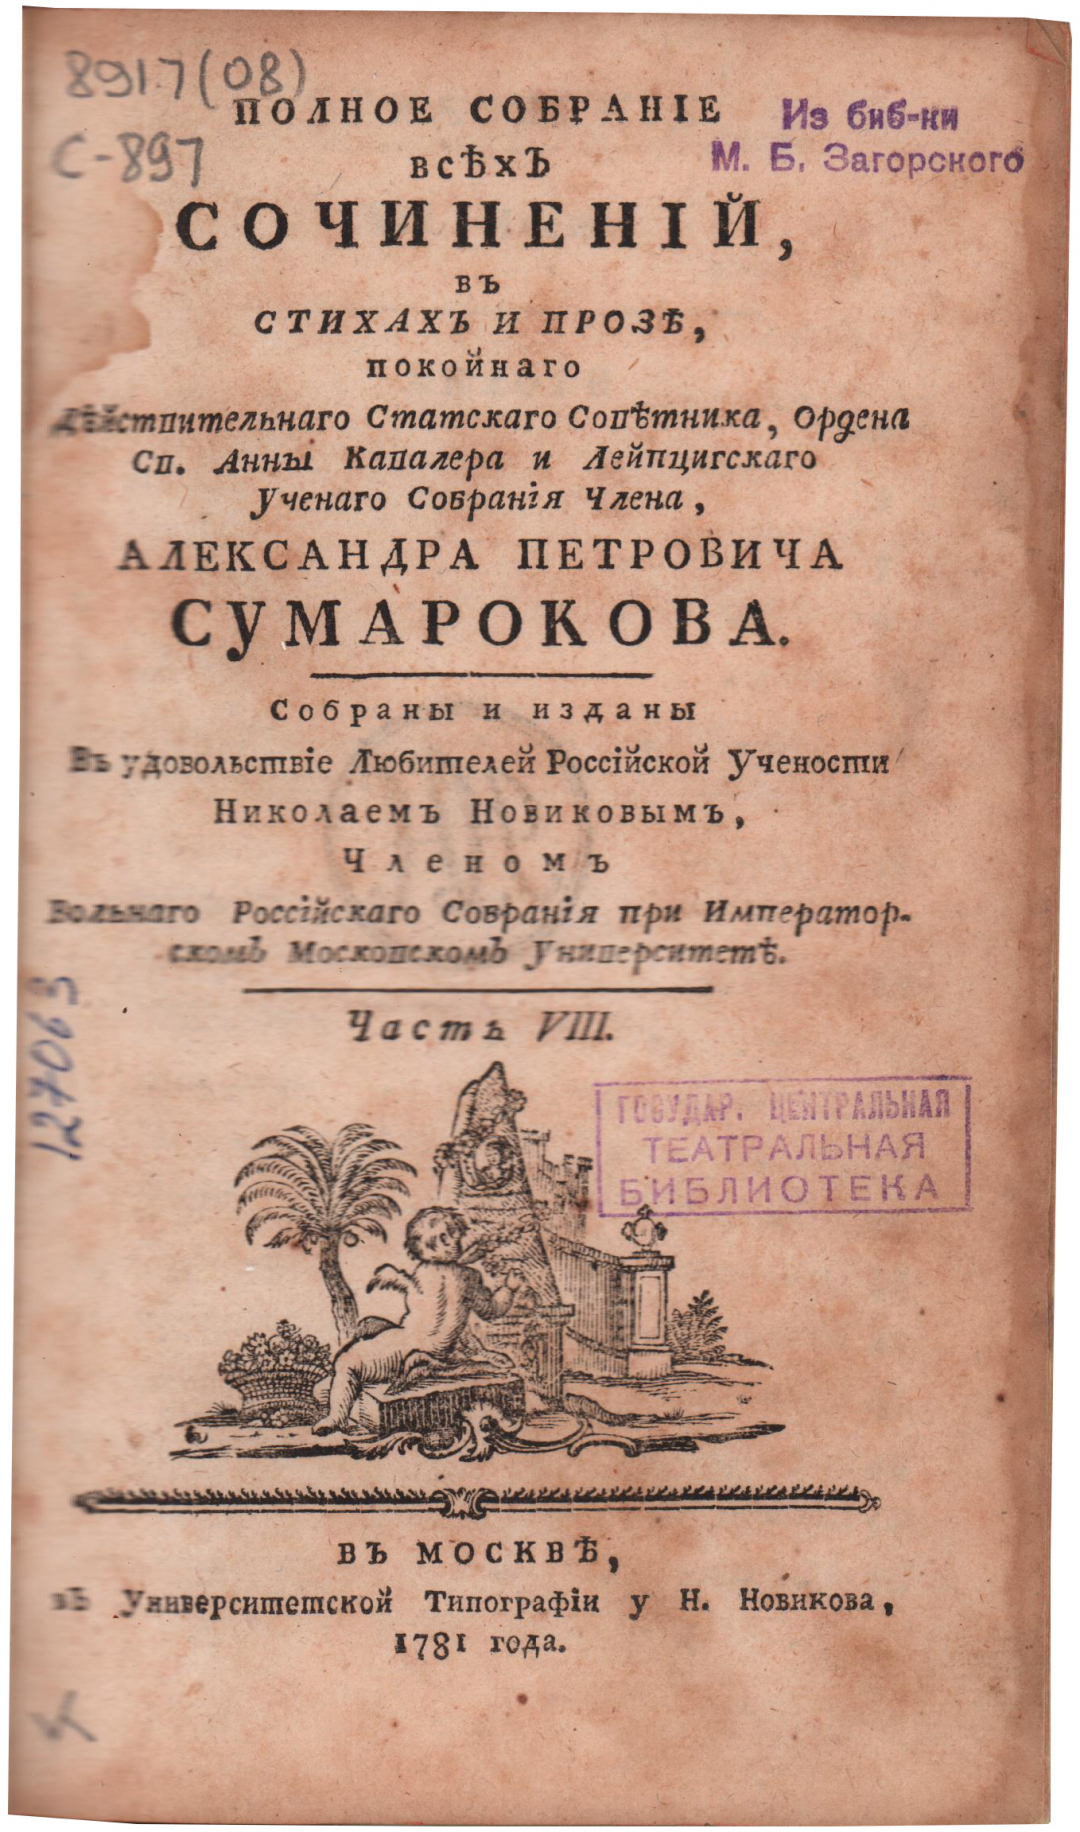 8917(08)
С-897
Из биб-ки
М. Б. Загорского
ПОЛНОЕ СОБРАНІЕ
ВСѢХЪ
СОЧИНЕНІЙ,
въ
СТИХАХЪ И ПРОЗѢ,
покойнаго
Дѣйствительнаго Статскаго Совѣтника, Ордена
Св. Анны Кавалера и Лейпцигскаго
Ученаго Собранія Члена,
АЛЕКСАНДРА ПЕТРОВИЧА
СУМАРОКОВА.
Собраны и изданы
Въ удовольствіе Любителей Россійской Учености
Николаемъ Новиковымъ,
Членомъ
Вольнаго Россійскаго Собранія при Император-
скомъ Московскомъ Университетѣ.
Часть VIII.
127063
ГОСУДАР. ЦЕНТРАЛЬНАЯ
ТЕАТРАЛЬНАЯ
БИБЛИОТЕКА
ВЪ МОСКВѢ,
въ Университетской Типографіи у Н. Новикова,
1781 года.